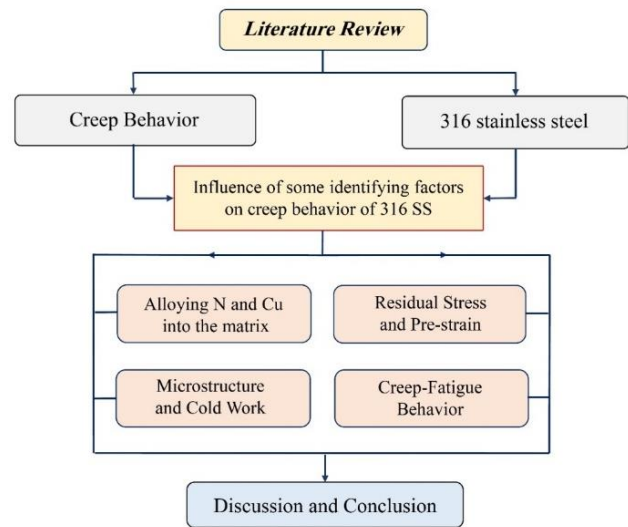 Literature Review
Creep Behavior
316 stainless steel
Influence of some identifying factors
on creep behavior of 316 SS
Alloying N and Cu
into the matrix
Residual Stress
and Pre-strain
Microstructure
and Cold Work
Creep-Fatigue
Behavior
Discussion and Conclusion